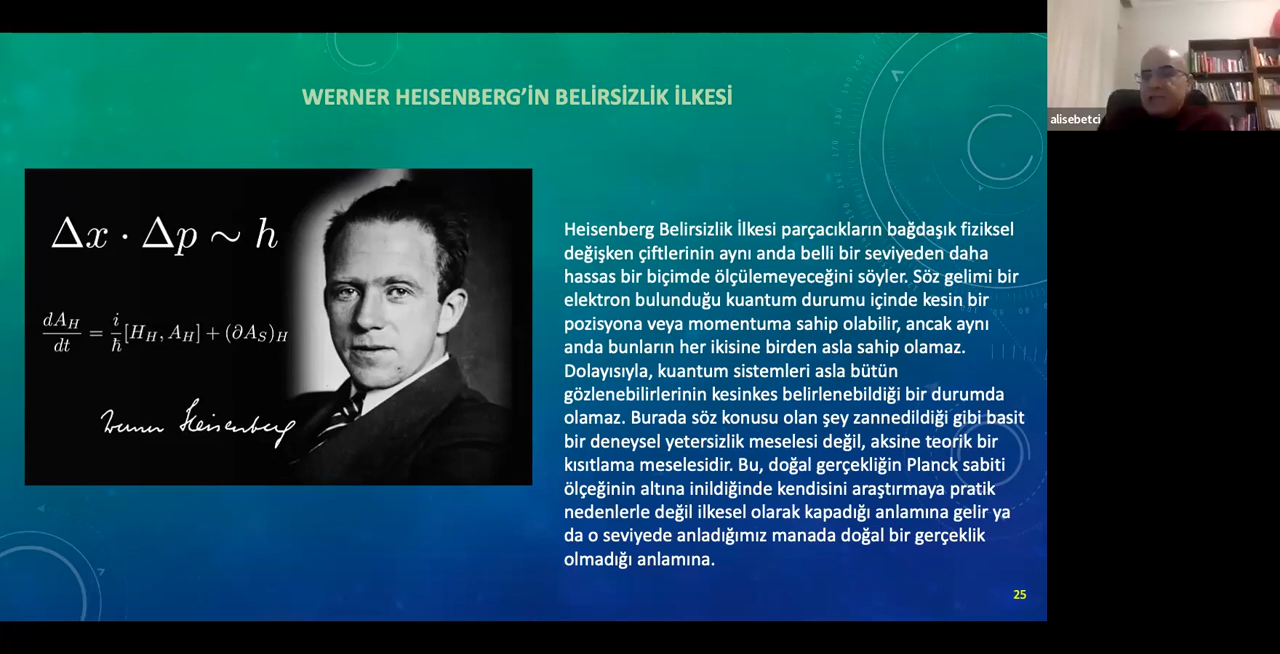 WERNER HEISENBERG’İN BELİRSİZLİK İLKESİ
Δx · Δp ∼ h
dA_H/dt = i/ħ [H_H, A_H] + (∂A_S)_H
Werner Heisenberg
Heisenberg Belirsizlik İlkesi parçacıkların bağdaşık fiziksel
değişken çiftlerinin aynı anda belli bir seviyeden daha
hassas bir biçimde ölçülemeyeceğini söyler. Söz gelimi bir
elektron bulunduğu kuantum durumu içinde kesin bir
pozisyona veya momentuma sahip olabilir, ancak aynı
anda bunların her ikisine birden asla sahip olamaz.
Dolayısıyla, kuantum sistemleri asla bütün
gözlenebilirlerinin kesinkes belirlenebildiği bir durumda
olamaz. Burada söz konusu olan şey zannedildiği gibi basit
bir deneysel yetersizlik meselesi değil, aksine teorik bir
kısıtlama meselesidir. Bu, doğal gerçekliğin Planck sabiti
ölçeğinin altına inildiğinde kendisini araştırmaya pratik
nedenlerle değil ilkesel olarak kapadığı anlamına gelir ya
da o seviyede anladığımız manada doğal bir gerçeklik
olmadığı anlamına.
25
alisebetci